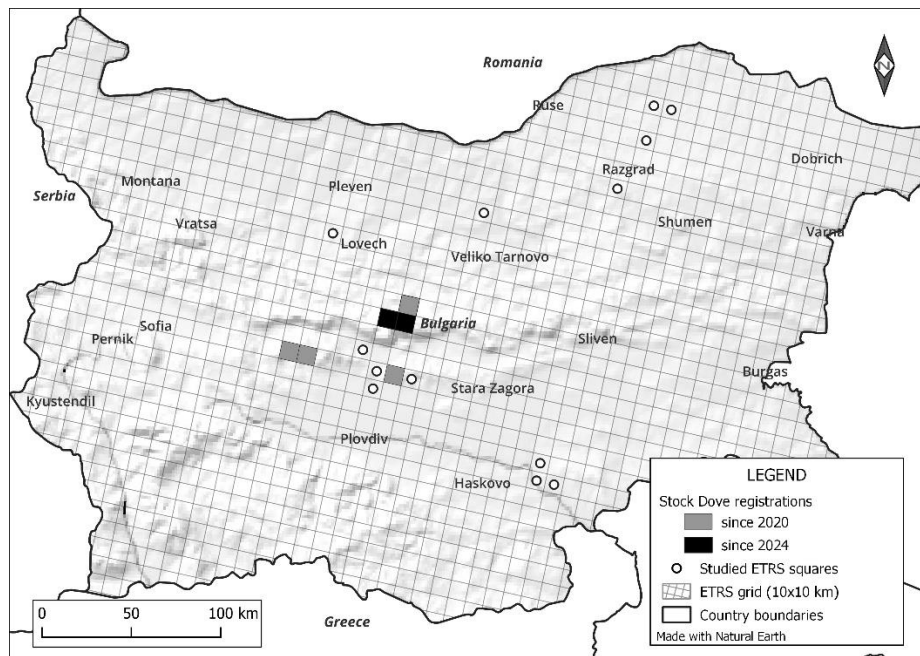 Romania
N
Ruse
Dobrich
Razgrad
Montana
Pleven
Serbia
Shumen
Vratsa
Varna
Lovech
Veliko Tarnovo
Bulgaria
Sofia
Pernik
Sliven
Burgas
Stara Zagora
Kyustendil
Plovdiv
Haskovo
LEGEND
Stock Dove registrations
since 2020
since 2024
Studied ETRS squares
ETRS grid (10x10 km)
Country boundaries
Made with Natural Earth
0 50 100 km
Greece